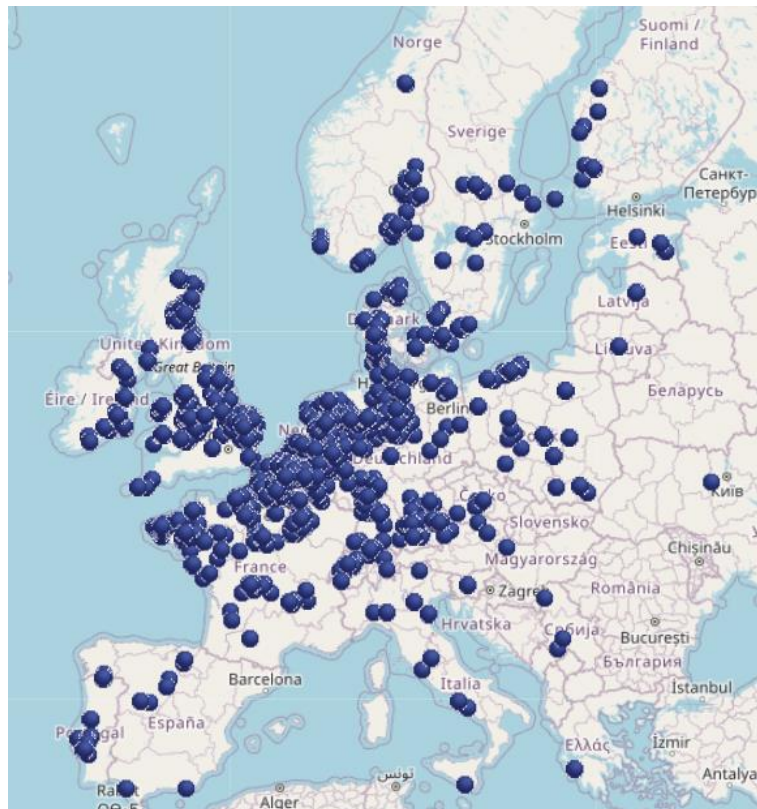 Suomi /
Finland
Norge
Sverige
Санкт-
Петербур
Helsinki
Stockholm
Eesti
Latvija
United Kingdom
Great Britain
Lietuva
Éire / Ireland
Беларусь
Berlin
Deutschland
Česko
Київ
Slovensko
Chișinău
Magyarország
France
România
Zagreb
Hrvatska
Србија
București
България
Barcelona
Italia
İstanbul
España
Portugal
Ελλάς
İzmir
تونس
Antalya
Alger